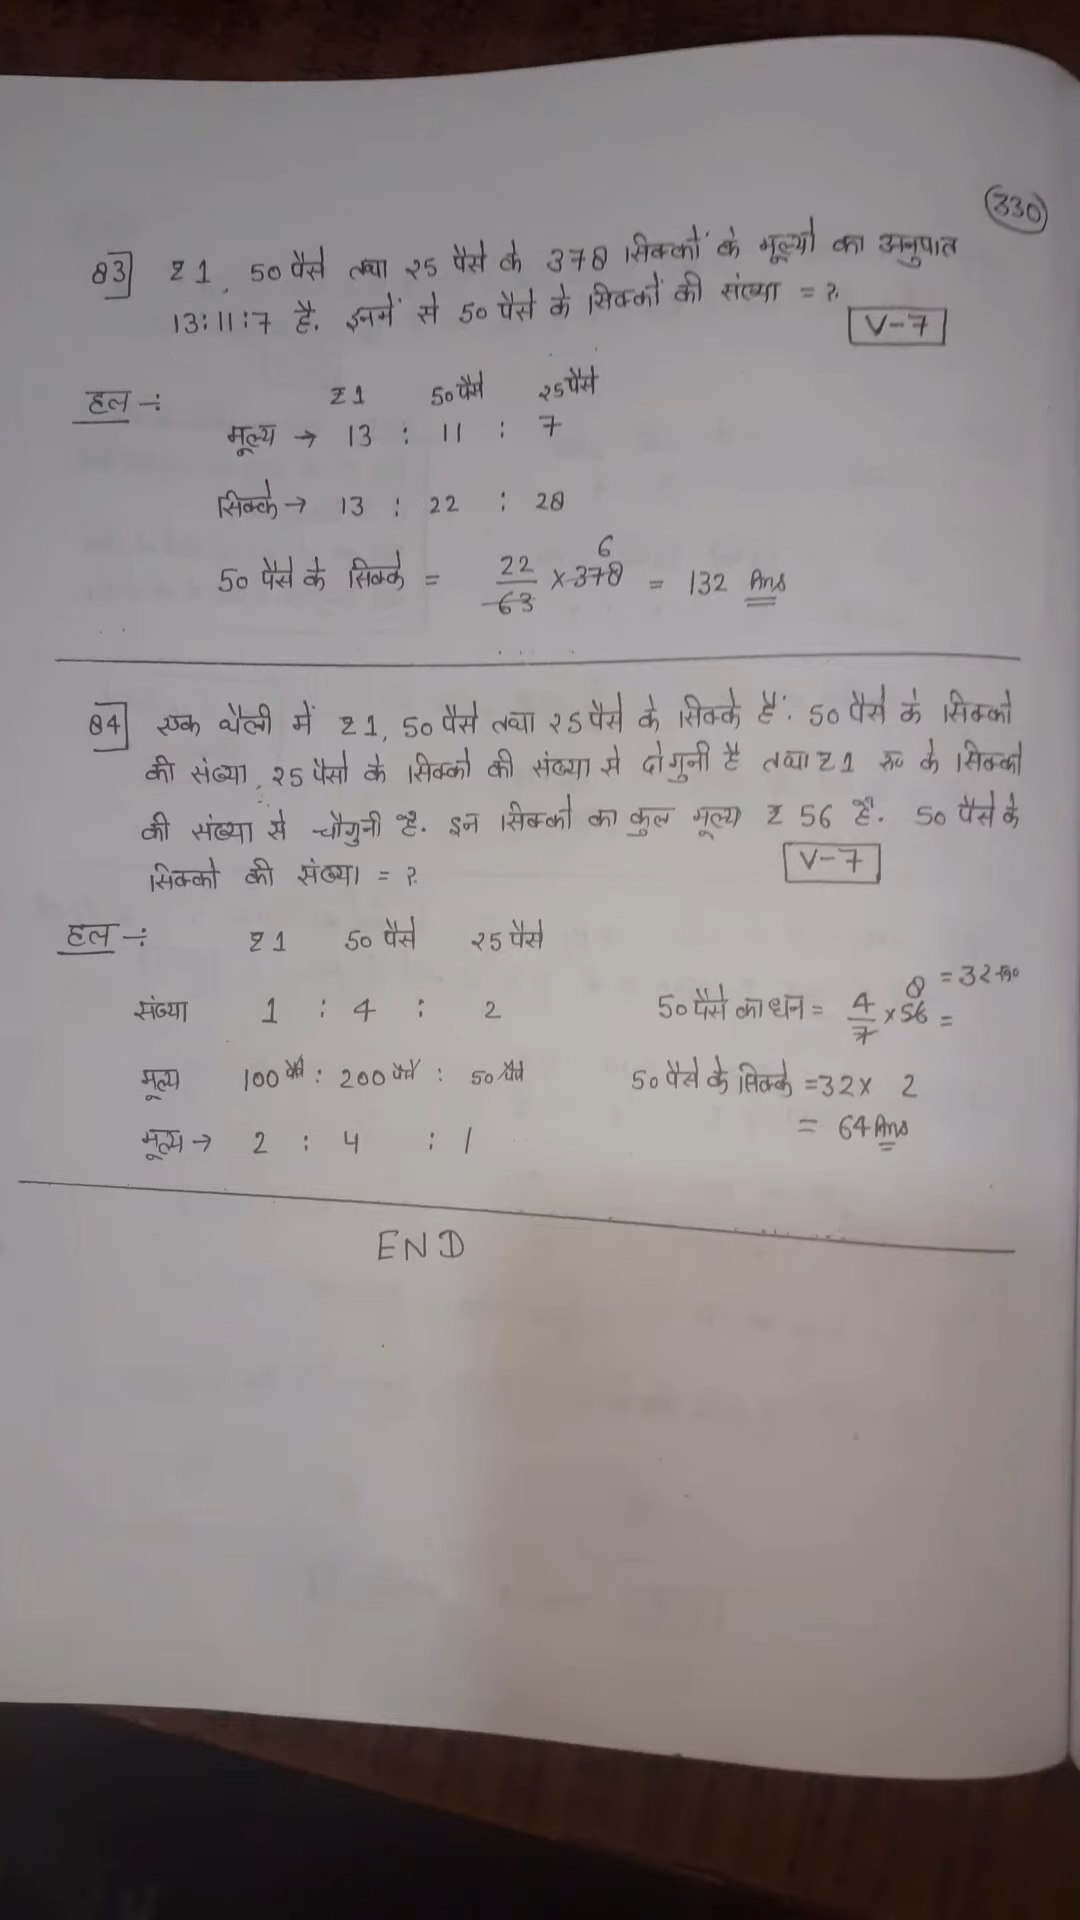 330
83] ₹1, 50 पैसे तथा 25 पैसे के 378 सिक्कों के मूल्यों का अनुपात
13:11:7 है. इनमें से 50 पैसे के सिक्कों की संख्या = ?
V-7
हल -: ₹1 50 पैसे 25 पैसे
मूल्य → 13 : 11 : 7
सिक्के → 13 : 22 : 28
50 पैसे के सिक्के = 22/63 × 378 6 = 132 Ans
84] एक थैली में ₹1, 50 पैसे तथा 25 पैसे के सिक्के हैं. 50 पैसे के सिक्को
की संख्या, 25 पैसो के सिक्को की संख्या से दोगुनी है तथा ₹1 रु० के सिक्को
की संख्या से चौगुनी है. इन सिक्को का कुल मूल्य ₹ 56 है. 50 पैसे के
सिक्को की संख्या = ?
V-7
हल -: ₹1 50 पैसे 25 पैसे
संख्या 1 : 4 : 2
मूल्य 100 पैसे : 200 पैसे : 50 पैसे
मूल्य → 2 : 4 : 1
50 पैसे का धन = 4/7 × 56 8 = = 32 रु०
50 पैसे के सिक्के = 32 × 2
= 64 Ans
END